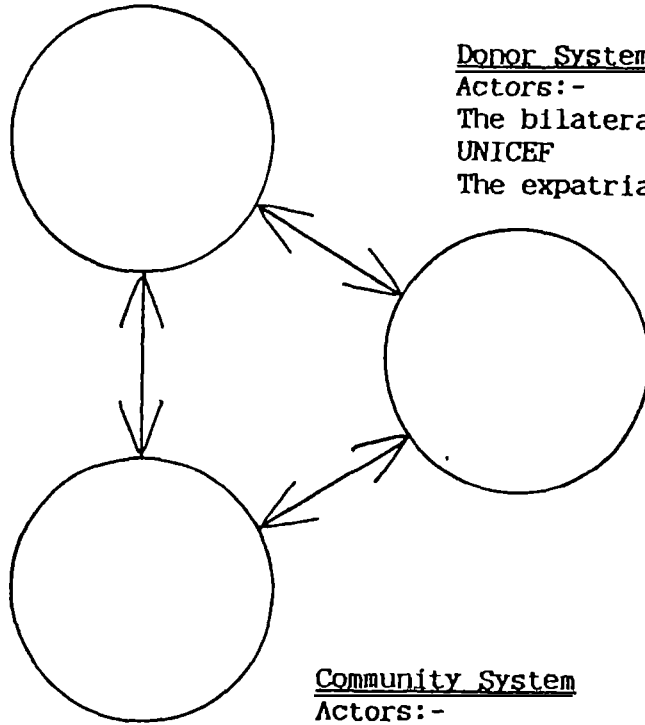 Donor System
Actors:-
The bilatera
UNICEF
The expatria
Community System
Actors:-